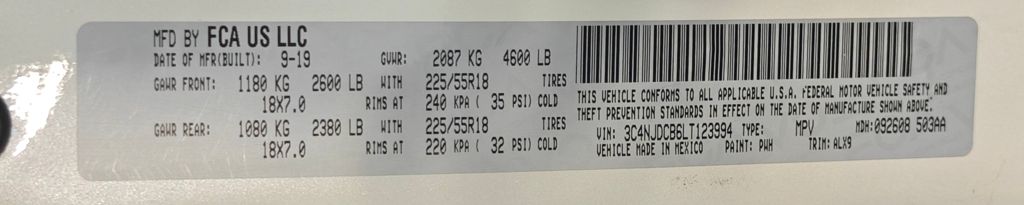 MFD BY FCA US LLC
DATE OF MFR(BUILT): 9-19 GVWR: 2087 KG 4600 LB
GAWR FRONT: 1180 KG 2600 LB WITH 225/55R18 TIRES
18X7.0 RIMS AT 240 KPA ( 35 PSI) COLD
GAWR REAR: 1080 KG 2380 LB WITH 225/55R18 TIRES
18X7.0 RIMS AT 220 KPA ( 32 PSI) COLD
THIS VEHICLE CONFORMS TO ALL APPLICABLE U.S.A. FEDERAL MOTOR VEHICLE SAFETY AND
THEFT PREVENTION STANDARDS IN EFFECT ON THE DATE OF MANUFACTURE SHOWN ABOVE.
VIN: 3C4NJDCB6LT123994 TYPE: MPV MDH:092608 503AA
VEHICLE MADE IN MEXICO PAINT: PWH TRIM: ALX9